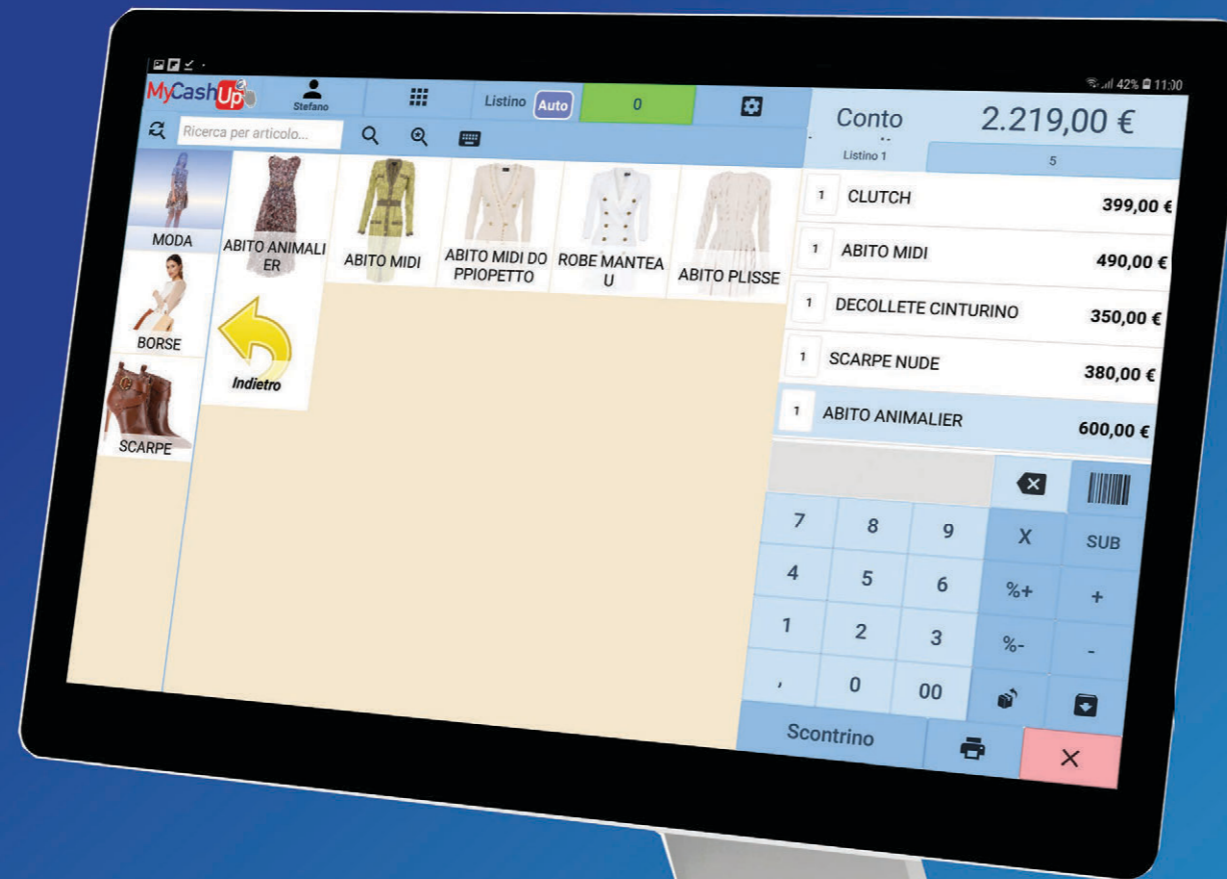 42% 11:00
MyCashUp
Stefano
Listino Auto
0
Conto 2.219,00 €
Ricerca per articolo...
Listino 1
5
MODA
BORSE
SCARPE
ABITO ANIMALI
ER
ABITO MIDI
ABITO MIDI DO
PPIOPETTO
ROBE MANTEA
U
ABITO PLISSE
Indietro
1 CLUTCH 399,00 €
1 ABITO MIDI 490,00 €
1 DECOLLETE CINTURINO 350,00 €
1 SCARPE NUDE 380,00 €
1 ABITO ANIMALIER 600,00 €
7 8 9 X SUB
4 5 6 %+ +
1 2 3 %- -
, 0 00
Scontrino
X